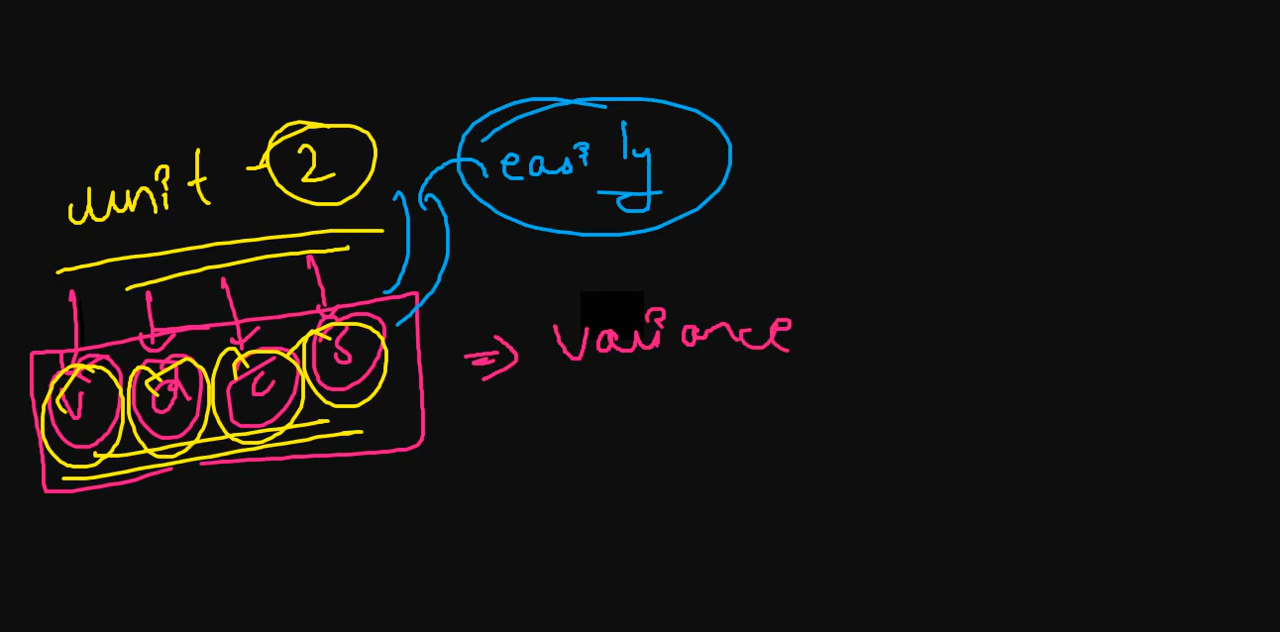 unit - 2
easily
v a c s
⇒ Variance